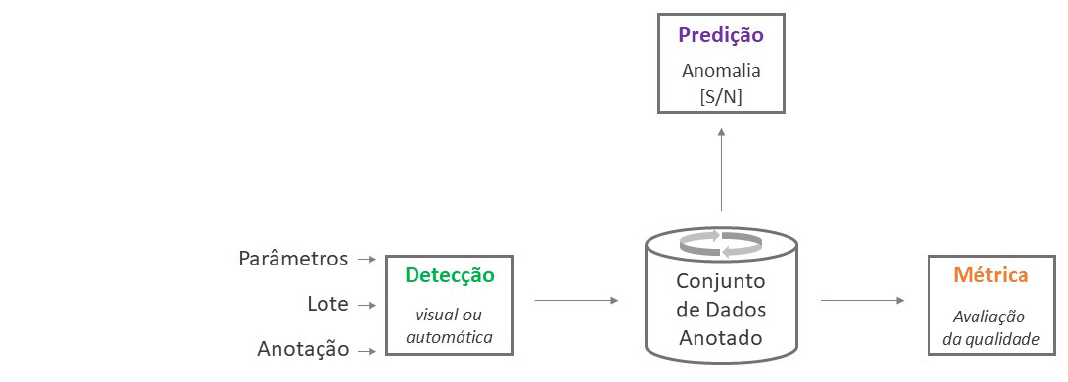 Predição
Anomalia
[S/N]
Parâmetros
Lote
Anotação
Detecção
visual ou
automática
Conjunto
de Dados
Anotado
Métrica
Avaliação
da qualidade